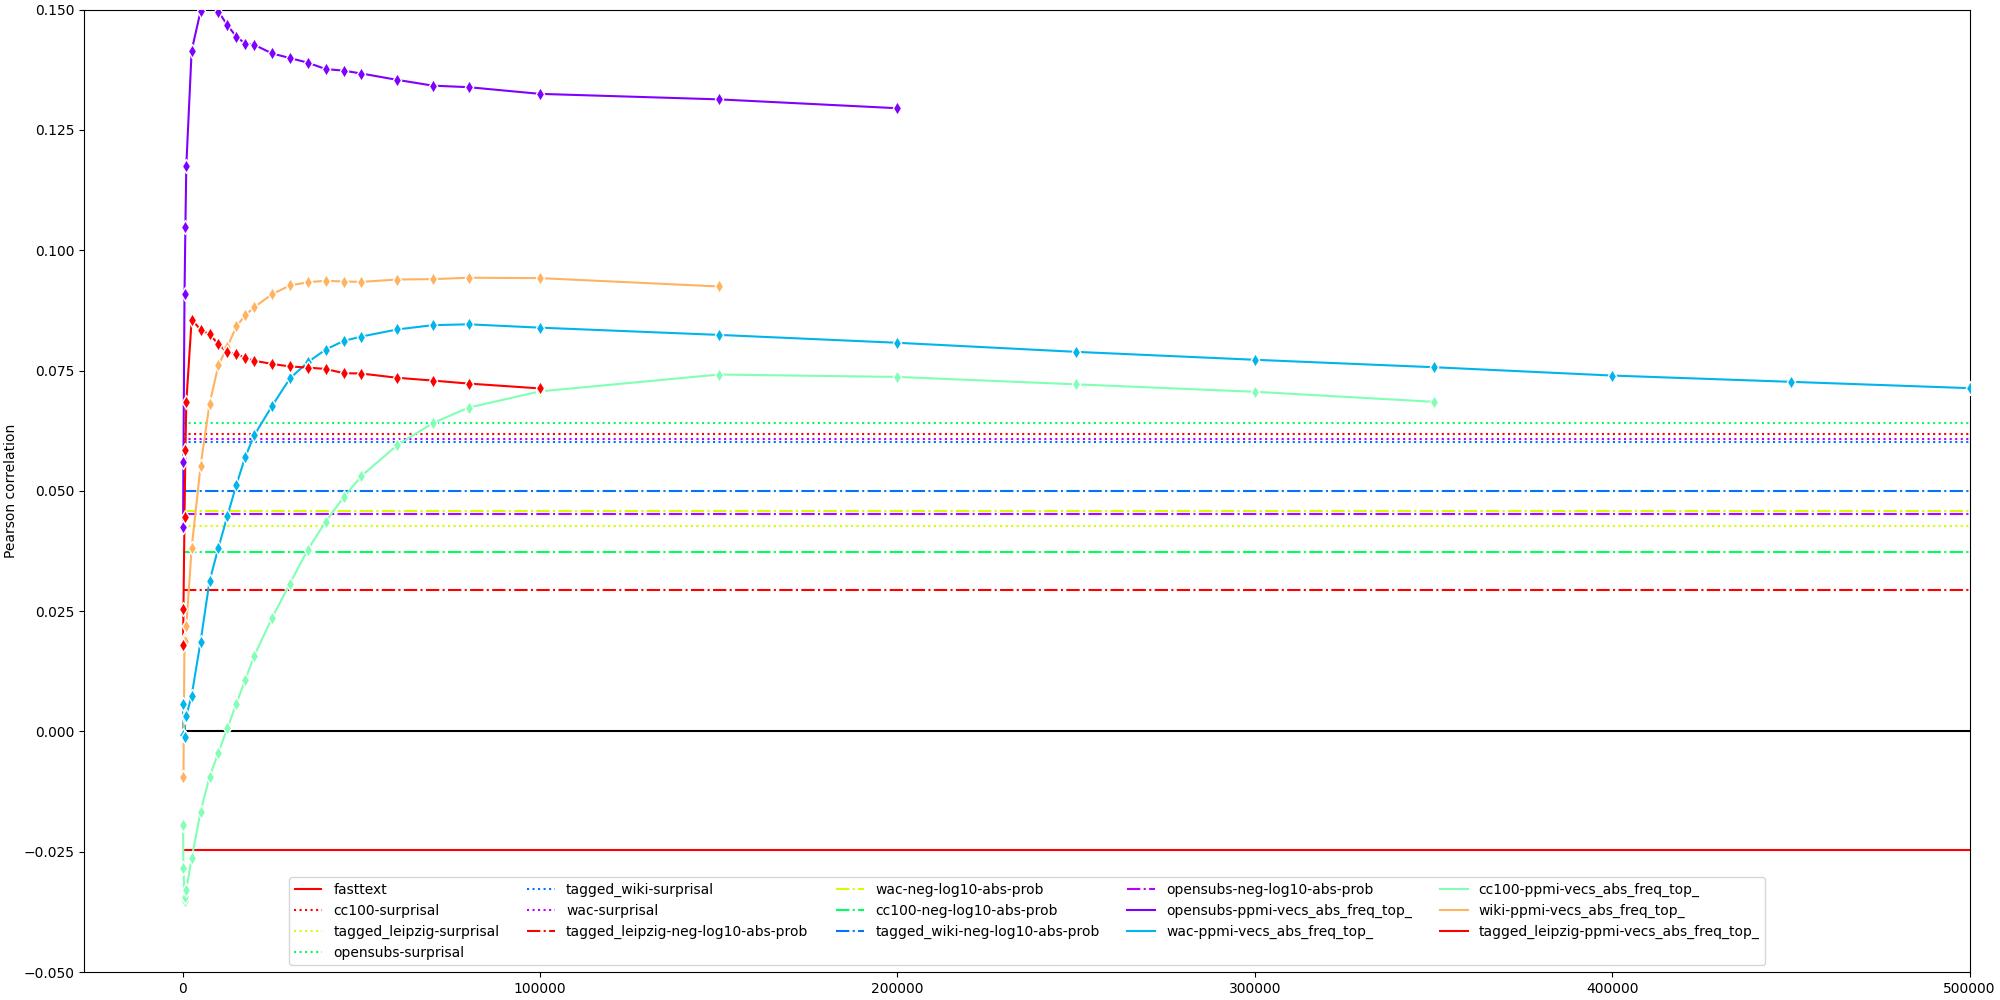 0.150
0.125
0.100
0.075
0.050
0.025
0.000
−0.025
−0.050
Pearson correlation
0 100000 200000 300000 400000 500000
fasttext
cc100-surprisal
tagged_leipzig-surprisal
opensubs-surprisal
tagged_wiki-surprisal
wac-surprisal
tagged_leipzig-neg-log10-abs-prob
wac-neg-log10-abs-prob
cc100-neg-log10-abs-prob
tagged_wiki-neg-log10-abs-prob
opensubs-neg-log10-abs-prob
opensubs-ppmi-vecs_abs_freq_top_
wac-ppmi-vecs_abs_freq_top_
cc100-ppmi-vecs_abs_freq_top_
wiki-ppmi-vecs_abs_freq_top_
tagged_leipzig-ppmi-vecs_abs_freq_top_